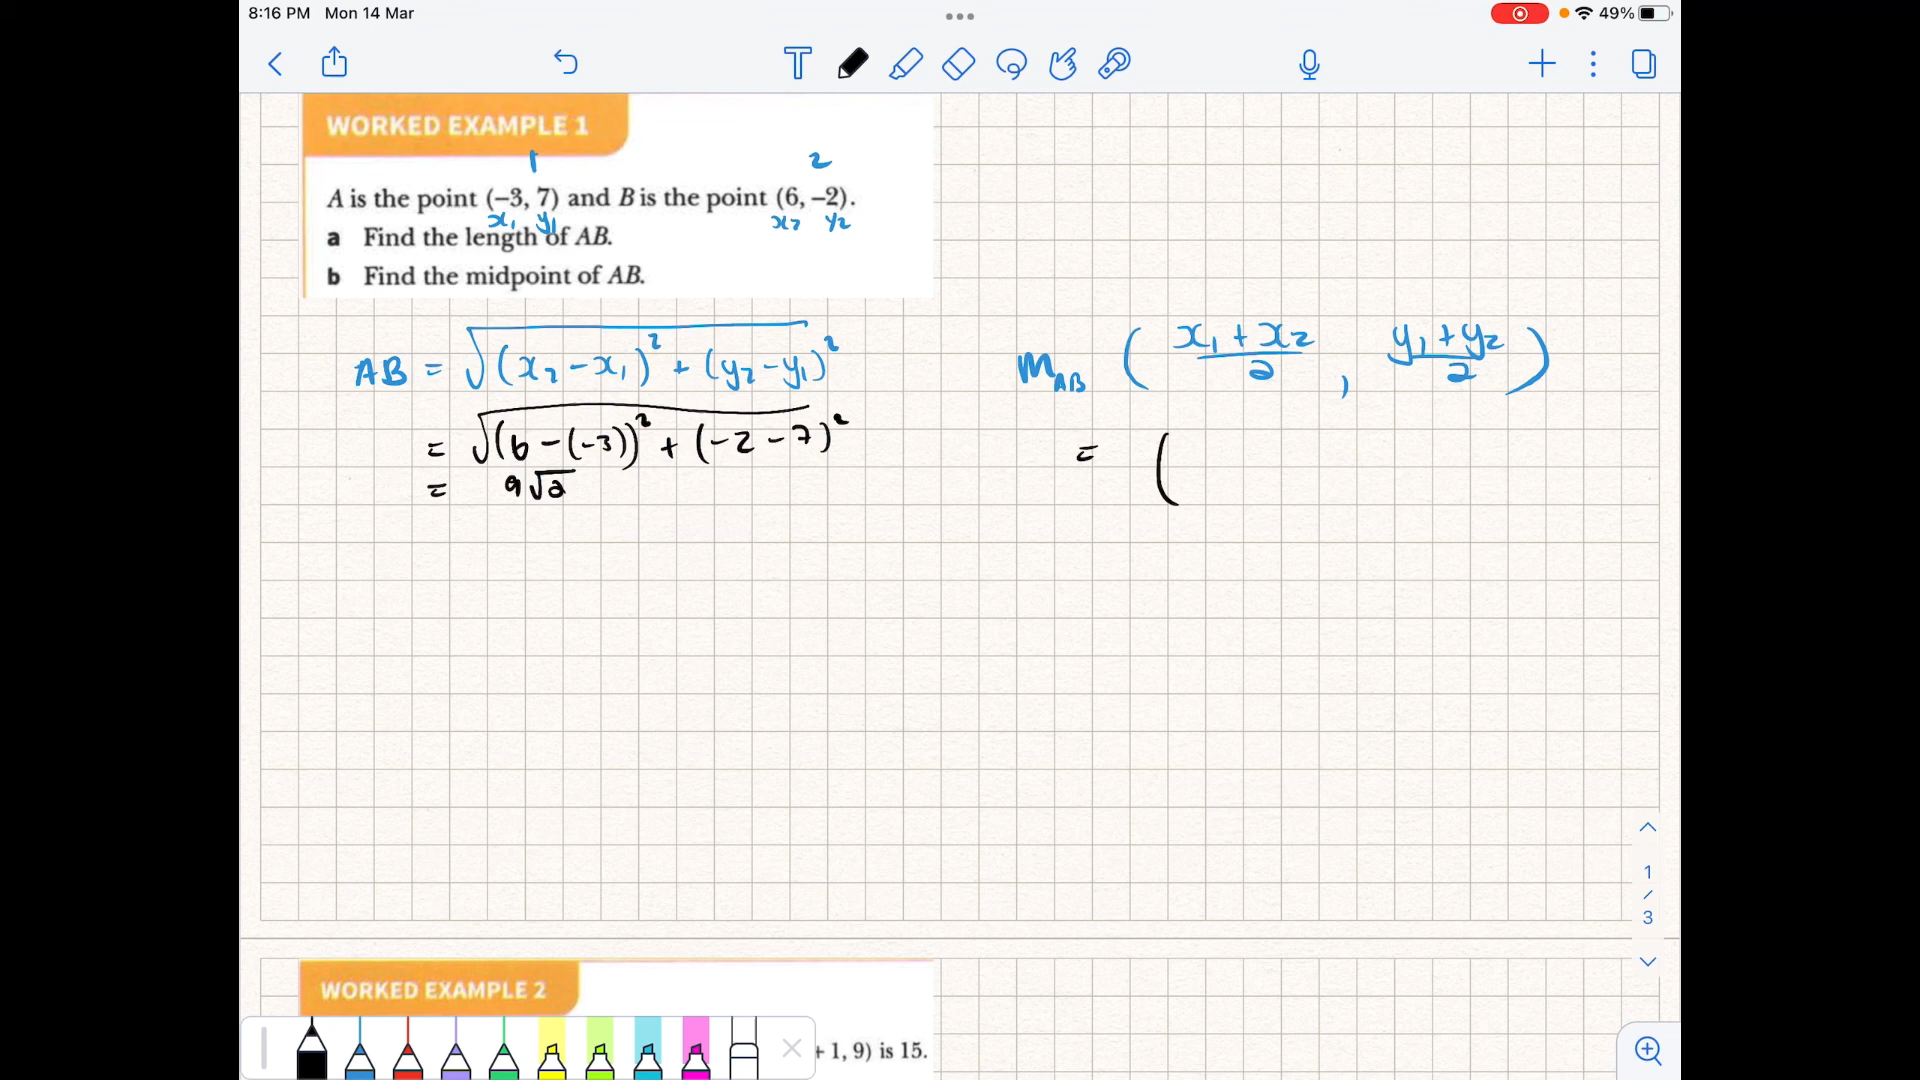 8:16 PM Mon 14 Mar
49%
WORKED EXAMPLE 1
1 2
A is the point (–3, 7) and B is the point (6, –2).
x₁ y₁ x₂ y₂
a Find the length of AB.
b Find the midpoint of AB.
AB = √(x₂ - x₁)² + (y₂ - y₁)²
= √(6 - (-3))² + (-2 - 7)²
= 9√2
M_AB ( x₁ + x₂ / 2 , y₁ + y₂ / 2 )
= (
1
/
3
WORKED EXAMPLE 2
+ 1, 9) is 15.